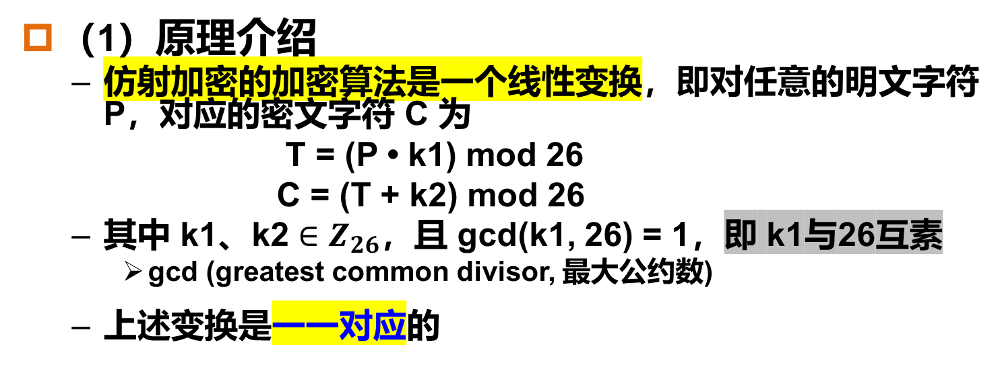 (1) 原理介绍
– 仿射加密的加密算法是一个线性变换，即对任意的明文字符
P，对应的密文字符 C 为
T = (P • k1) mod 26
C = (T + k2) mod 26
– 其中 k1、k2 ∈ Z₂₆，且 gcd(k1, 26) = 1，即 k1与26互素
➢ gcd (greatest common divisor, 最大公约数)
– 上述变换是一一对应的